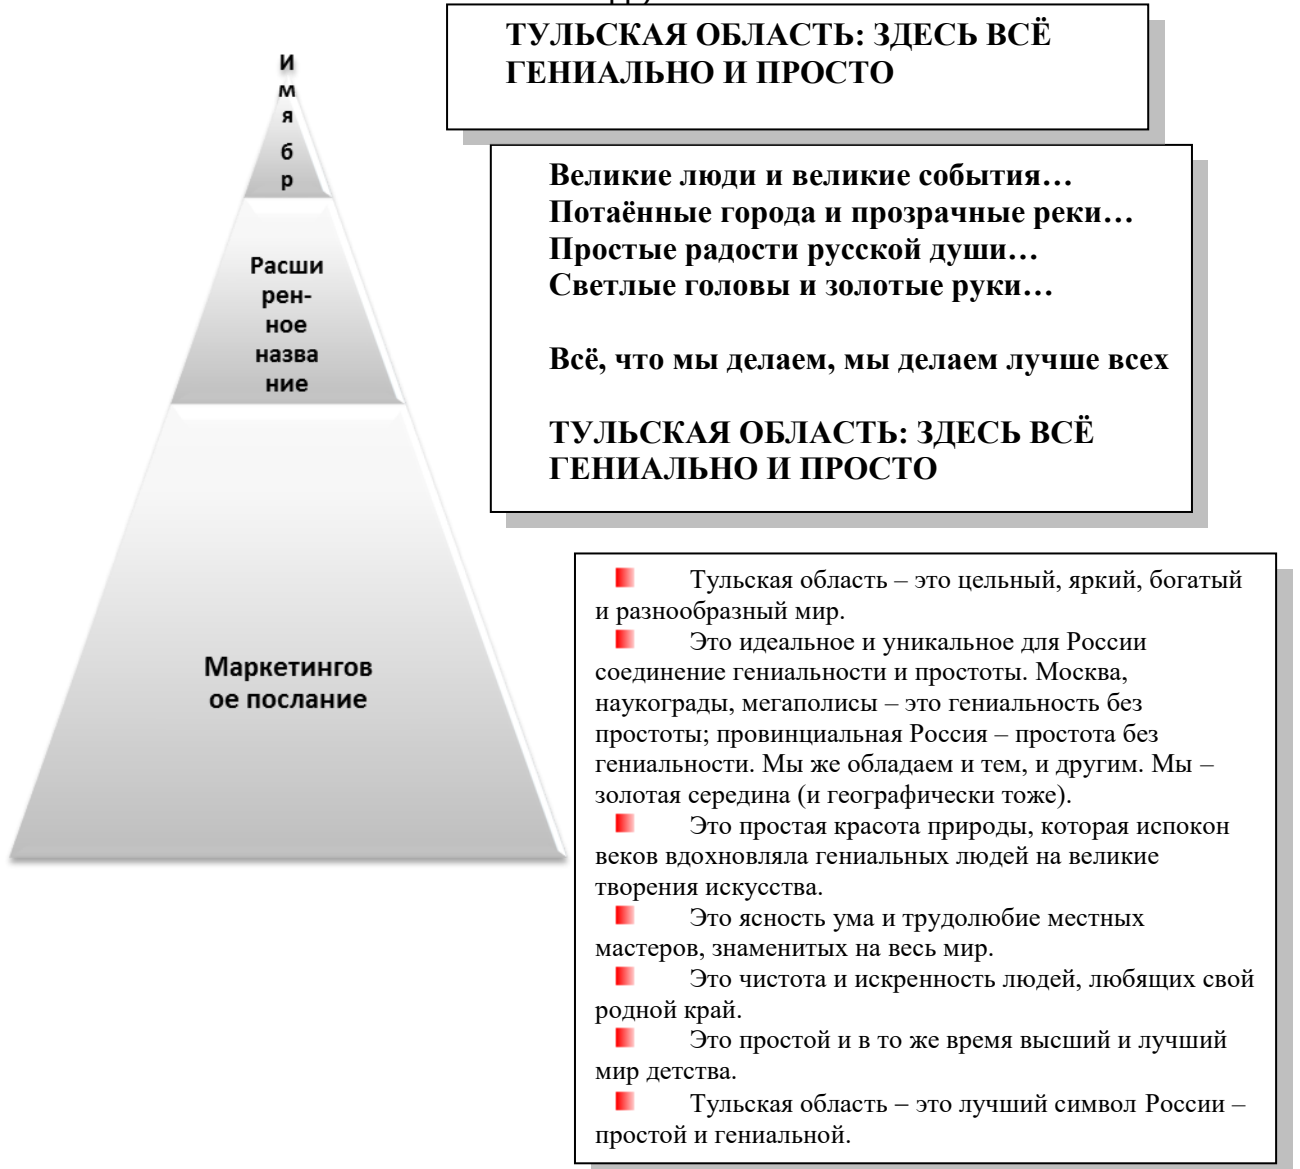 И
м
я
б
р
ТУЛЬСКАЯ ОБЛАСТЬ: ЗДЕСЬ ВСЁ
ГЕНИАЛЬНО И ПРОСТО
Расши
рен-
ное
назва
ние
Великие люди и великие события…
Потаённые города и прозрачные реки…
Простые радости русской души…
Светлые головы и золотые руки…
Всё, что мы делаем, мы делаем лучше всех
ТУЛЬСКАЯ ОБЛАСТЬ: ЗДЕСЬ ВСЁ
ГЕНИАЛЬНО И ПРОСТО
Маркетингов
ое послание
Тульская область – это цельный, яркий, богатый
и разнообразный мир.
Это идеальное и уникальное для России
соединение гениальности и простоты. Москва,
наукограды, мегаполисы – это гениальность без
простоты; провинциальная Россия – простота без
гениальности. Мы же обладаем и тем, и другим. Мы –
золотая середина (и географически тоже).
Это простая красота природы, которая испокон
веков вдохновляла гениальных людей на великие
творения искусства.
Это ясность ума и трудолюбие местных
мастеров, знаменитых на весь мир.
Это чистота и искренность людей, любящих свой
родной край.
Это простой и в то же время высший и лучший
мир детства.
Тульская область – это лучший символ России –
простой и гениальной.